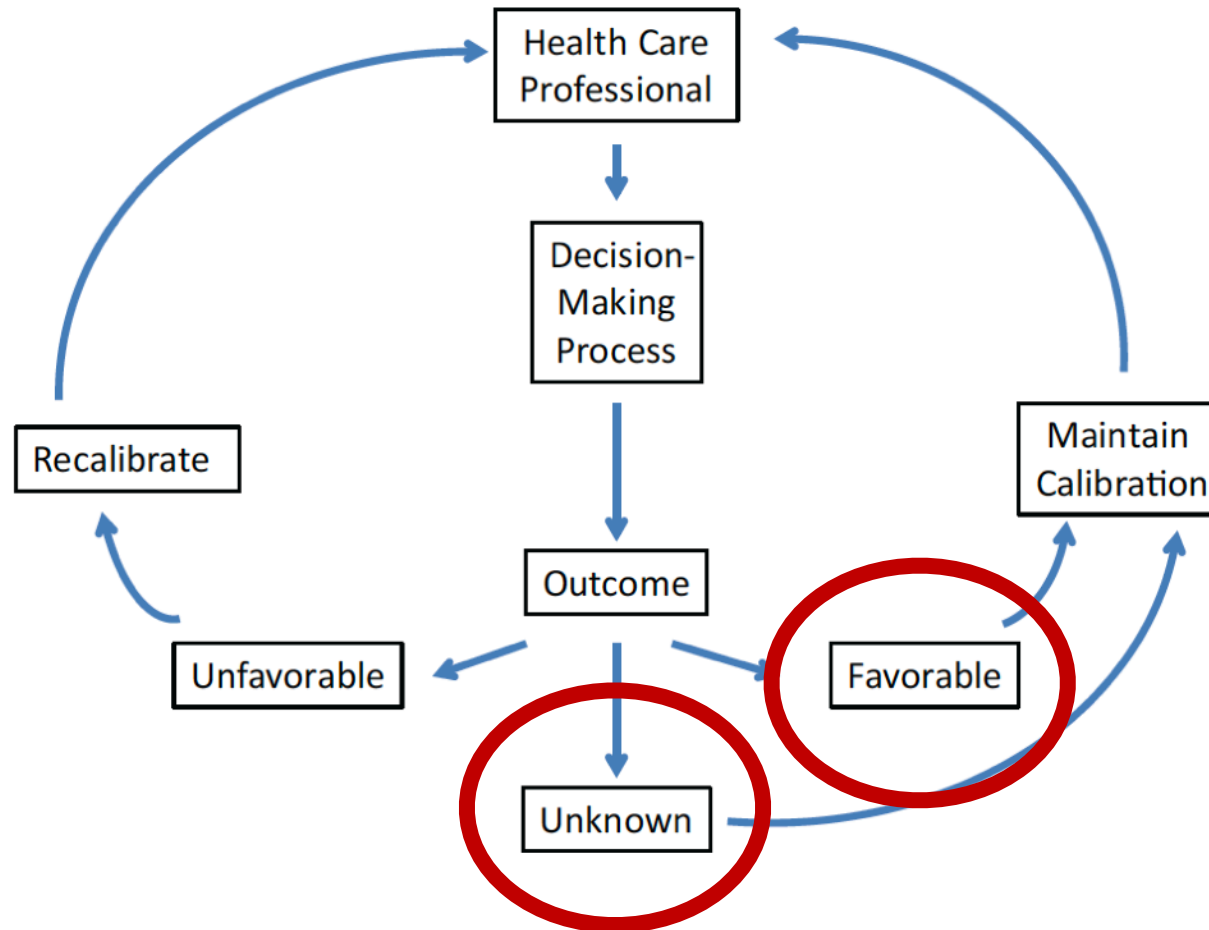 Health Care
Professional
Decision-
Making
Process
Recalibrate
Maintain
Calibration
Outcome
Unfavorable
Favorable
Unknown